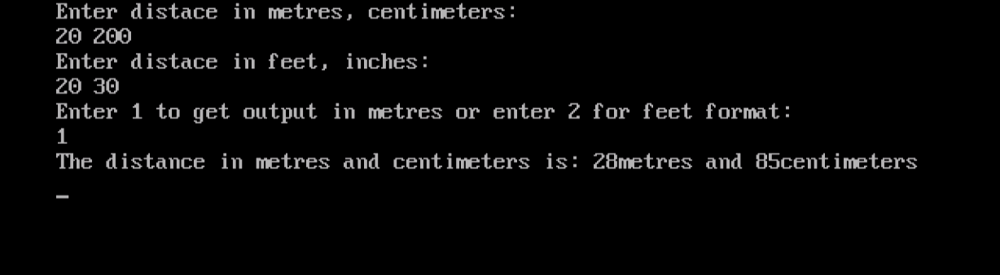 Enter distace in metres, centimeters:
20 200
Enter distace in feet, inches:
20 30
Enter 1 to get output in metres or enter 2 for feet format:
1
The distance in metres and centimeters is: 28metres and 85centimeters
_